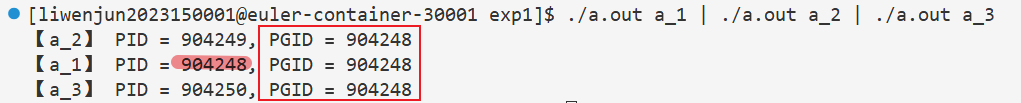 [liwenjun2023150001@euler-container-30001 exp1]$ ./a.out a_1 | ./a.out a_2 | ./a.out a_3
【a_2】 PID = 904249, PGID = 904248
【a_1】 PID = 904248, PGID = 904248
【a_3】 PID = 904250, PGID = 904248